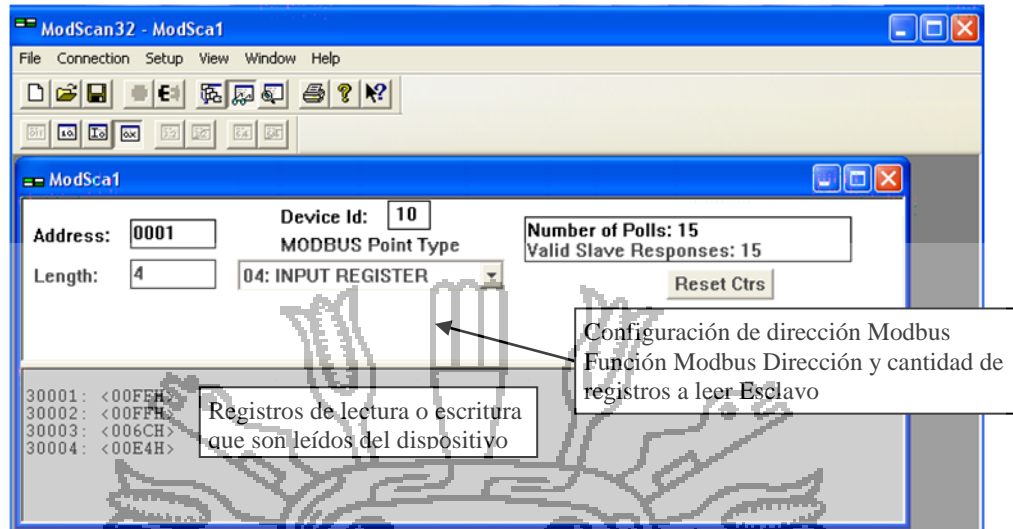 ModScan32 - ModSca1
File Connection Setup View Window Help
ModSca1
Address: 0001
Device Id: 10
MODBUS Point Type
Length: 4
04: INPUT REGISTER
Number of Polls: 15
Valid Slave Responses: 15
Reset Ctrs
Configuración de dirección Modbus
Función Modbus Dirección y cantidad de
registros a leer Esclavo
30001: <00FFH>
30002: <00FFH>
30003: <006CH>
30004: <00E4H>
Registros de lectura o escritura
que son leídos del dispositivo